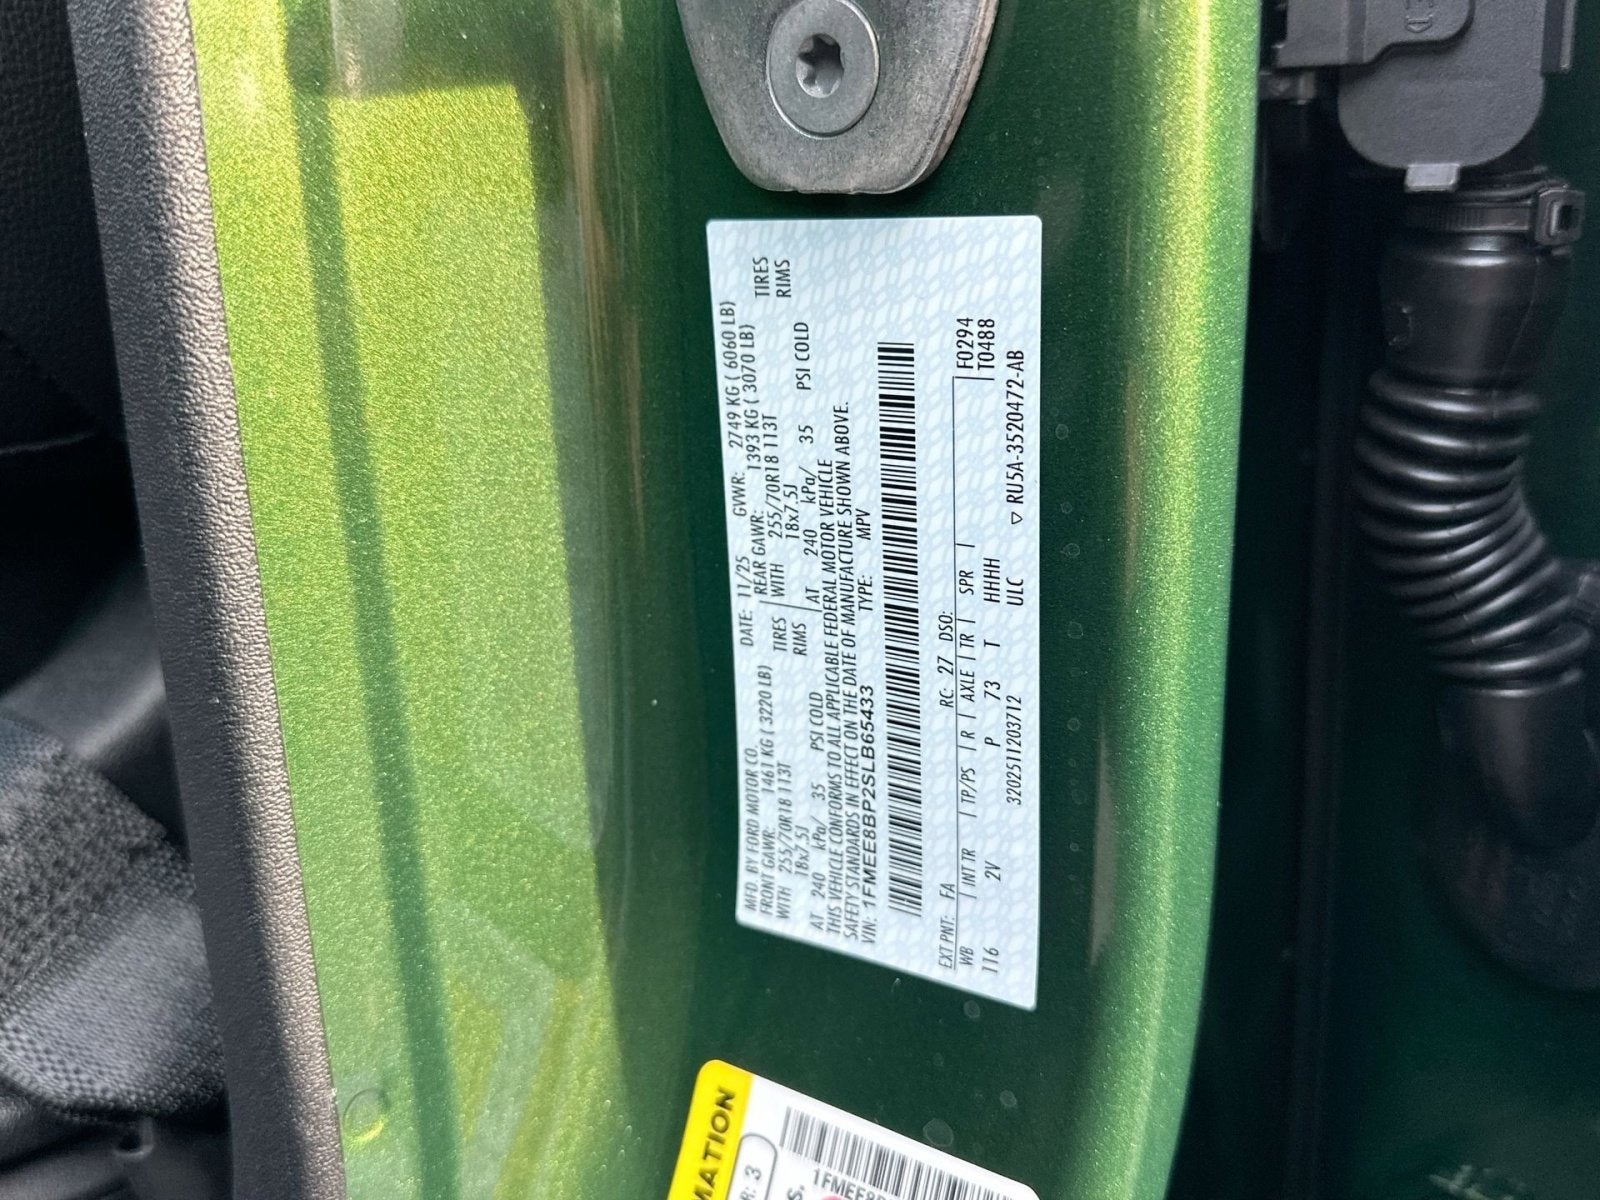 MFD. BY FORD MOTOR CO.
DATE: 11/25 GVWR: 2749 KG ( 6060 LB)
FRONT GAWR: 1461 KG ( 3220 LB)
REAR GAWR: 1393 KG ( 3070 LB)
WITH 255/70R18 113T TIRES
WITH 255/70R18 113T TIRES
18x7.5J RIMS
18x7.5J RIMS
AT 240 kPa/ 35 PSI COLD
AT 240 kPa/ 35 PSI COLD
THIS VEHICLE CONFORMS TO ALL APPLICABLE FEDERAL MOTOR VEHICLE
SAFETY STANDARDS IN EFFECT ON THE DATE OF MANUFACTURE SHOWN ABOVE.
VIN: 1FMEE8BP2SLB65433 TYPE: MPV
EXT PNT: FA RC: 27 DSO: F0294
WB INT TR TP/PS R AXLE TR SPR T0488
116 2V P 73 T HHHH
3202511203712 ULC ▽ RU5A-3520472-AB
MATION
R: 3
S.